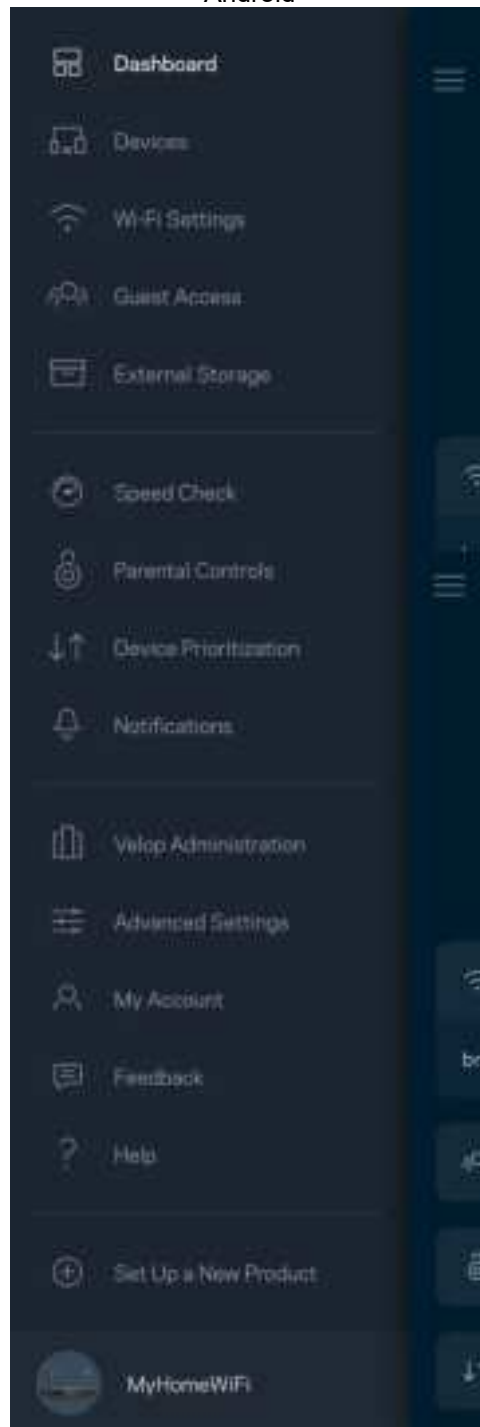 Android
Dashboard
Devices
Wi-Fi Settings
Guest Access
External Storage
Speed Check
Parental Controls
Device Prioritization
Notifications
Velop Administration
Advanced Settings
My Account
Feedback
br
Help
Set Up a New Product
MyHomeWiFi